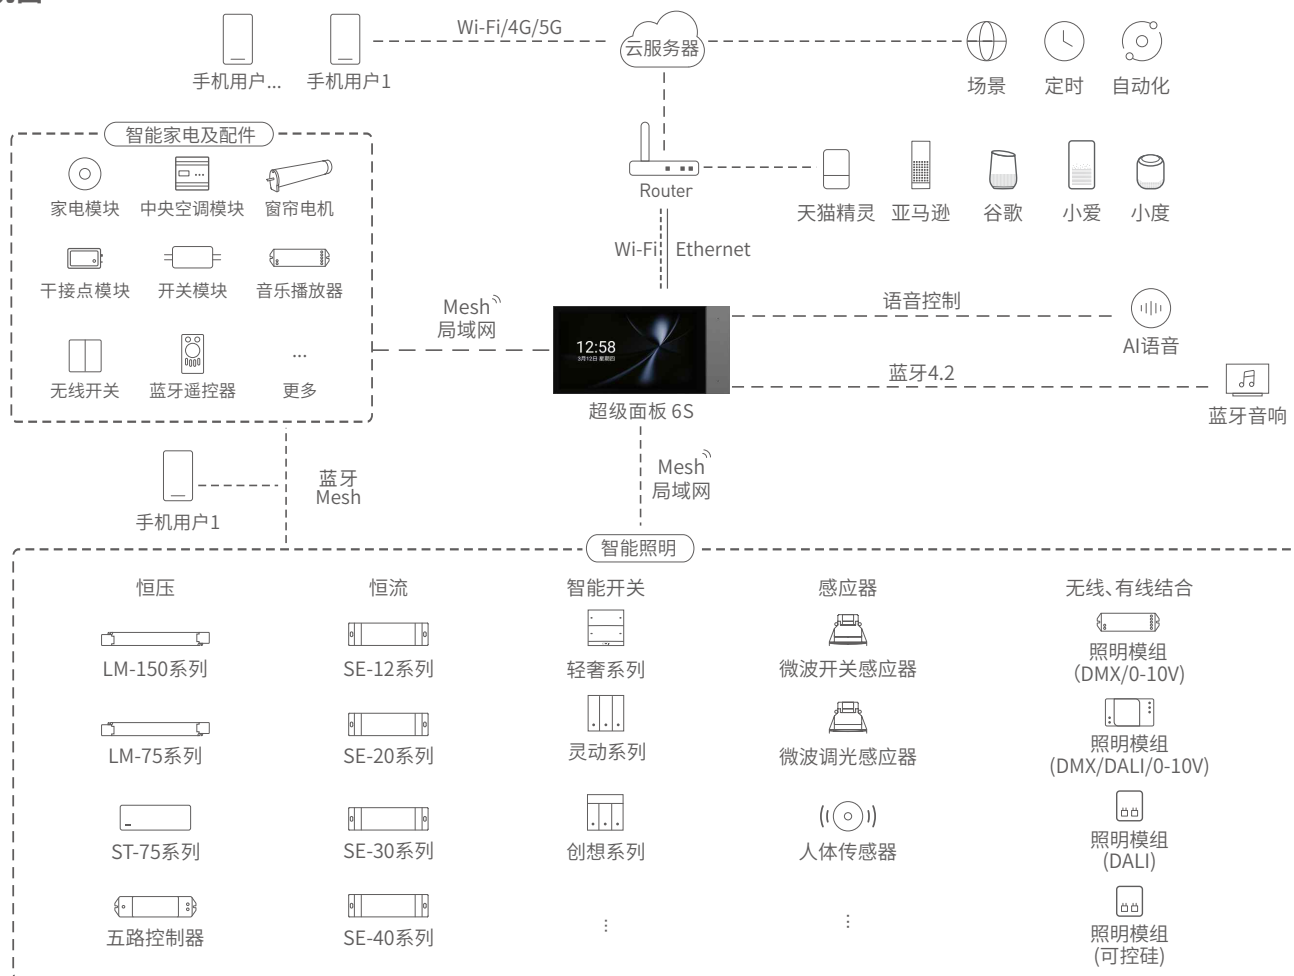 Wi-Fi/4G/5G
云服务器
手机用户...
手机用户1
场景
定时
自动化
智能家电及配件
家电模块
中央空调模块
窗帘电机
干接点模块
开关模块
音乐播放器
无线开关
蓝牙遥控器
...
更多
Router
天猫精灵
亚马逊
谷歌
小爱
小度
Wi-Fi
Ethernet
Mesh
局域网
12:58
3月12日 星期四
超级面板 6S
语音控制
AI语音
蓝牙4.2
蓝牙音响
手机用户1
蓝牙
Mesh
Mesh
局域网
智能照明
恒压
恒流
智能开关
感应器
无线、有线结合
LM-150系列
SE-12系列
轻奢系列
微波开关感应器
照明模组
(DMX/0-10V)
LM-75系列
SE-20系列
灵动系列
微波调光感应器
照明模组
(DMX/DALI/0-10V)
ST-75系列
SE-30系列
创想系列
人体传感器
照明模组
(DALI)
五路控制器
SE-40系列
照明模组
(可控硅)